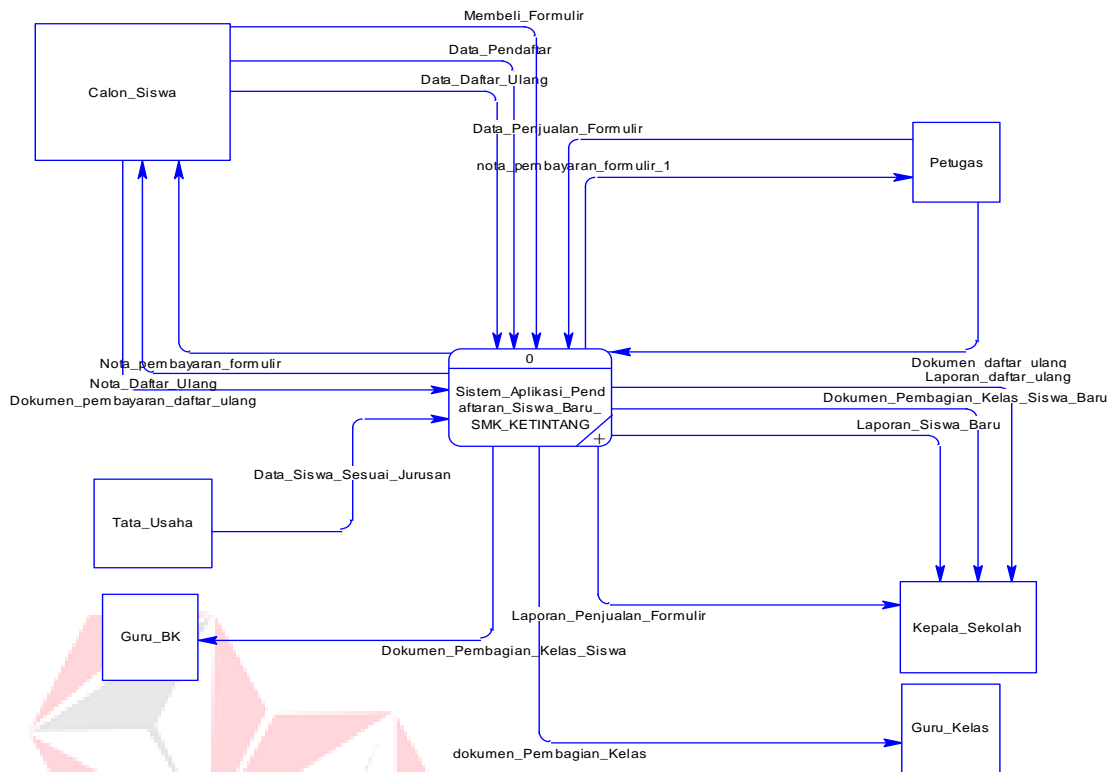 Membeli_Formulir
Data_Pendaftar
Data_Daftar_Ulang
Calon_Siswa
Data_Penjualan_Formulir
nota_pembayaran_formulir_1
Petugas
Nota_pembayaran_formulir
Nota_Daftar_Ulang
Dokumen_pembayaran_daftar_ulang
0
Sistem_Aplikasi_Pend
aftaran_Siswa_Baru_
SMK_KETINTANG
+
Dokumen_daftar_ulang
Laporan_daftar_ulang
Dokumen_Pembagian_Kelas_Siswa_Baru
Laporan_Siswa_Baru
Data_Siswa_Sesuai_Jurusan
Tata_Usaha
Guru_BK
Laporan_Penjualan_Formulir
Kepala_Sekolah
Dokumen_Pembagian_Kelas_Siswa
Guru_Kelas
dokumen_Pembagian_Kelas